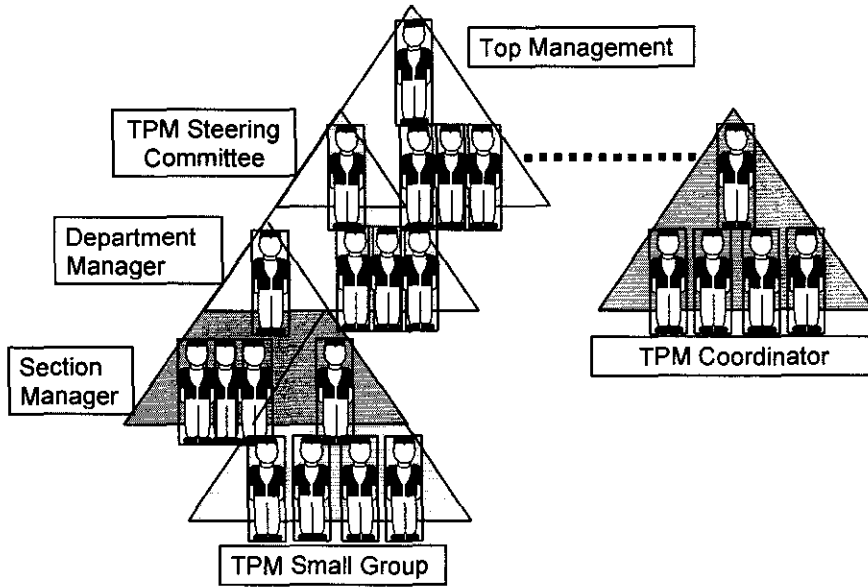 Top Management
TPM Steering
Committee
Department
Manager
Section
Manager
TPM Coordinator
TPM Small Group